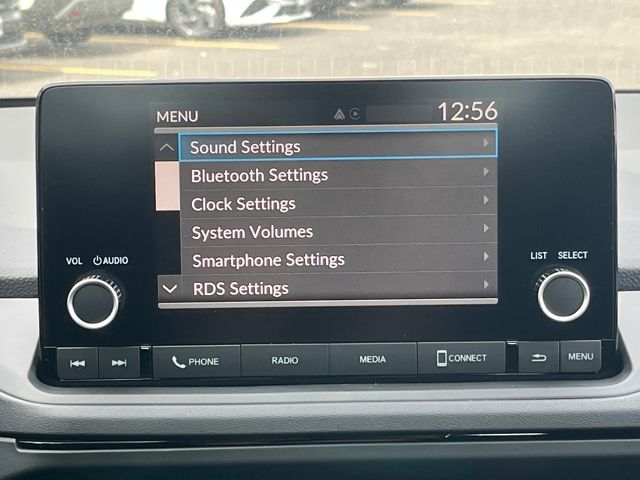 MENU 12:56
Sound Settings
Bluetooth Settings
Clock Settings
System Volumes
Smartphone Settings
RDS Settings
VOL AUDIO
LIST SELECT
PHONE RADIO MEDIA CONNECT MENU